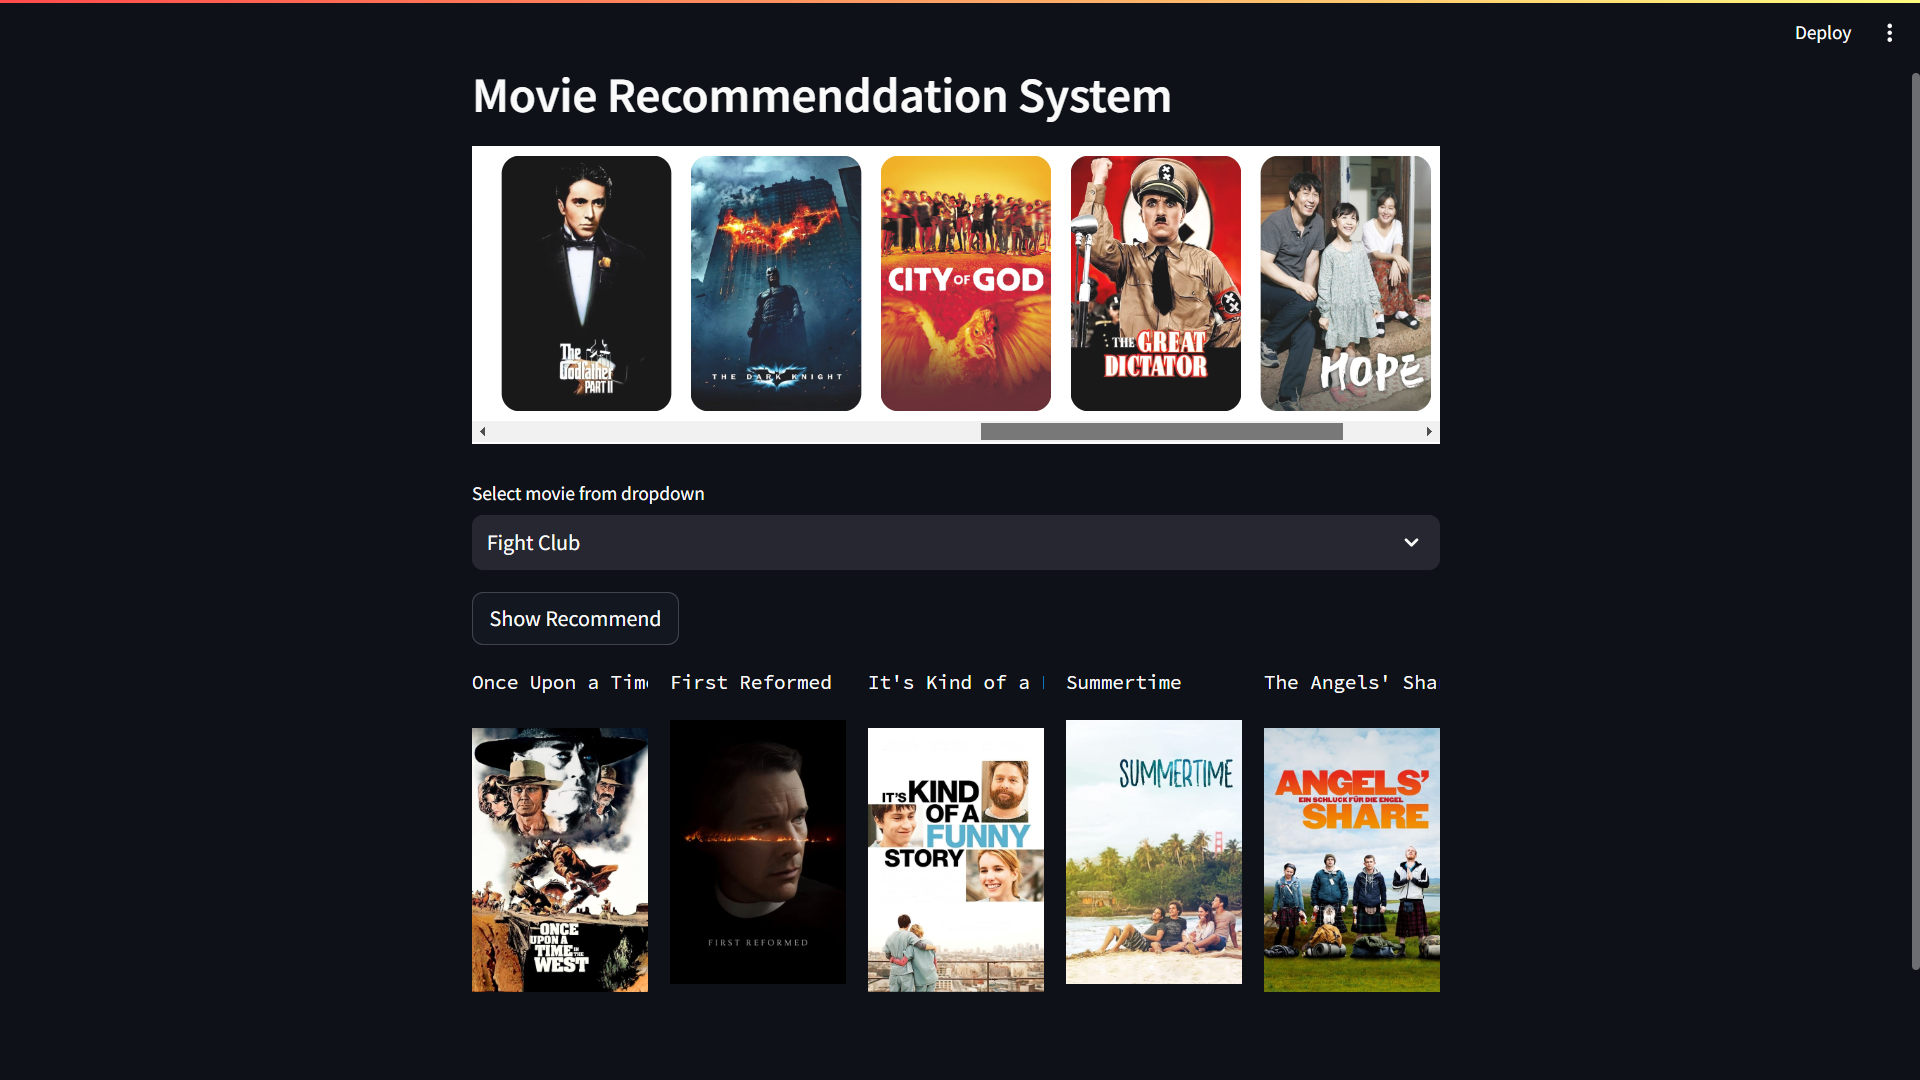 Deploy
Movie Recommenddation System
The
Godfather
PART II
THE DARK KNIGHT
CITY OF GOD
THE GREAT
DICTATOR
HOPE
Select movie from dropdown
Fight Club
Show Recommend
Once Upon a Tim
First Reformed
It's Kind of a
Summertime
The Angels' Sha
ONCE
UPON A
TIME IN THE
WEST
FIRST REFORMED
IT'S KIND
OF A
FUNNY
STORY
SUMMERTIME
ANGELS'
EIN SCHLUCK FÜR DIE ENGEL
SHARE